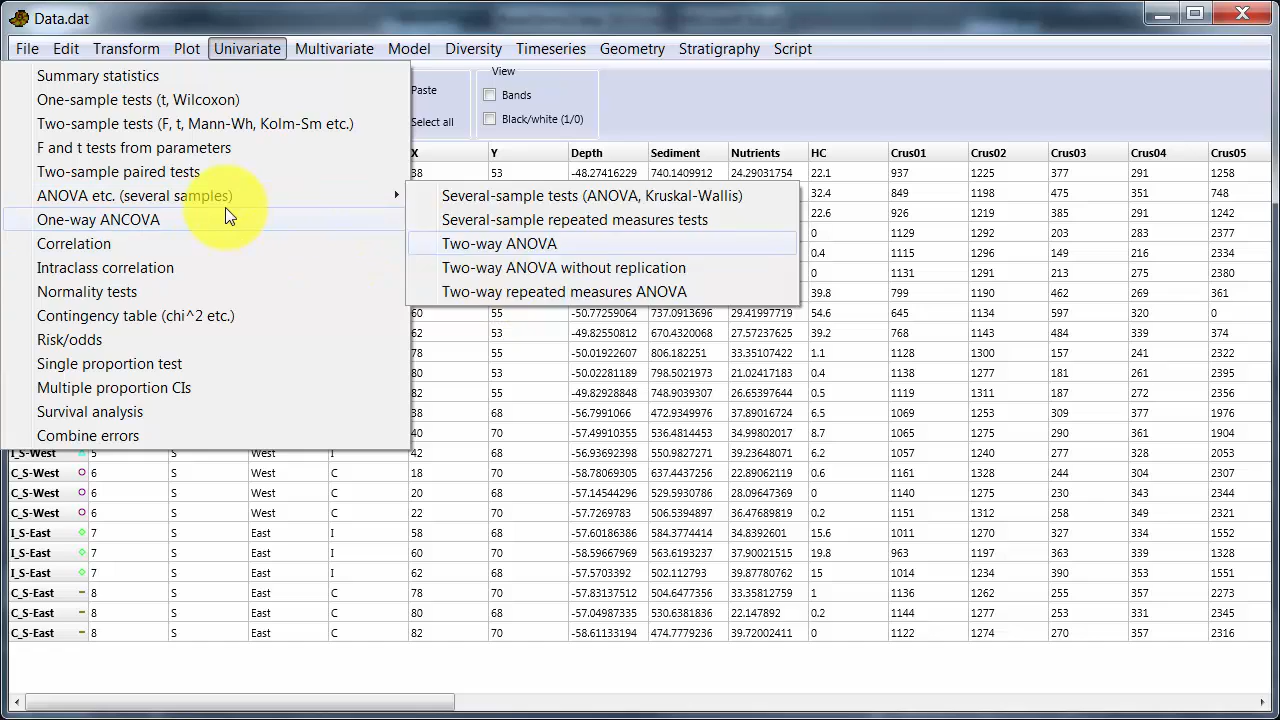 Data.dat
File Edit Transform Plot Univariate Multivariate Model Diversity Timeseries Geometry Stratigraphy Script
Summary statistics
One-sample tests (t, Wilcoxon)
Two-sample tests (F, t, Mann-Wh, Kolm-Sm etc.)
F and t tests from parameters
Two-sample paired tests
ANOVA etc. (several samples)
One-way ANCOVA
Correlation
Intraclass correlation
Normality tests
Contingency table (chi^2 etc.)
Risk/odds
Single proportion test
Multiple proportion CIs
Survival analysis
Combine errors
Several-sample tests (ANOVA, Kruskal-Wallis)
Several-sample repeated measures tests
Two-way ANOVA
Two-way ANOVA without replication
Two-way repeated measures ANOVA
Paste
Select all
View
Bands
Black/white (1/0)
X Y Depth Sediment Nutrients HC Crus01 Crus02 Crus03 Crus04 Crus05
38 53 -48.27416229 740.1409912 24.29031754 22.1 937 1225 377 291 1258
32.4 849 1198 475 351 748
22.6 926 1219 385 291 1242
0 1129 1292 203 283 2377
0.4 1115 1296 149 254 2334
0 1131 1291 213 275 2380
39.8 799 1190 462 269 361
60 55 -50.77259064 737.0913696 29.41997719 54.6 645 1134 597 320 0
62 53 -49.82550812 670.4320068 27.57237635 39.2 768 1143 484 339 374
78 55 -50.01922607 806.182251 33.35107422 1.1 1128 1300 157 241 2322
80 53 -50.02281189 798.5021973 21.02417183 0.4 1138 1277 181 261 2395
82 55 -49.82929848 748.9039307 26.65397645 0.5 1119 1311 187 256 2392
38 68 -56.7991066 472.9349976 37.89016724 6.5 1069 1253 309 358 1976
40 70 -57.49910355 536.4814453 34.99802017 8.7 1065 1275 240 361 1904
I_S-West 5 S West I 42 68 -56.93692398 550.9827271 39.43303299 6.2 1057 1240 277 328 2053
C_S-West 6 S West C 18 70 -58.78069305 637.4437256 22.89062119 0.6 1161 1328 244 304 2307
C_S-West 6 S West C 20 68 -57.14544296 529.5930786 28.09647369 0 1140 1275 230 343 2344
C_S-West 6 S West C 22 70 -57.7269783 506.5394897 36.47689819 0.2 1151 1312 258 349 2321
I_S-East 7 S East I 58 68 -57.60186386 584.3774414 34.8392601 15.6 1011 1270 327 344 1552
I_S-East 7 S East I 60 70 -58.59667969 563.6193237 37.90021515 19.8 963 1197 363 339 1328
I_S-East 7 S East I 62 68 -57.5570392 502.112793 39.87780762 15 1014 1234 390 353 1551
C_S-East 8 S East C 78 70 -57.83137512 504.6477356 33.35812759 1 1136 1262 255 357 2273
C_S-East 8 S East C 80 68 -57.04987335 530.6381836 22.147892 0.2 1144 1277 253 331 2345
C_S-East 8 S East C 82 70 -58.61133194 474.7779236 39.72002411 0 1122 1274 270 357 2316